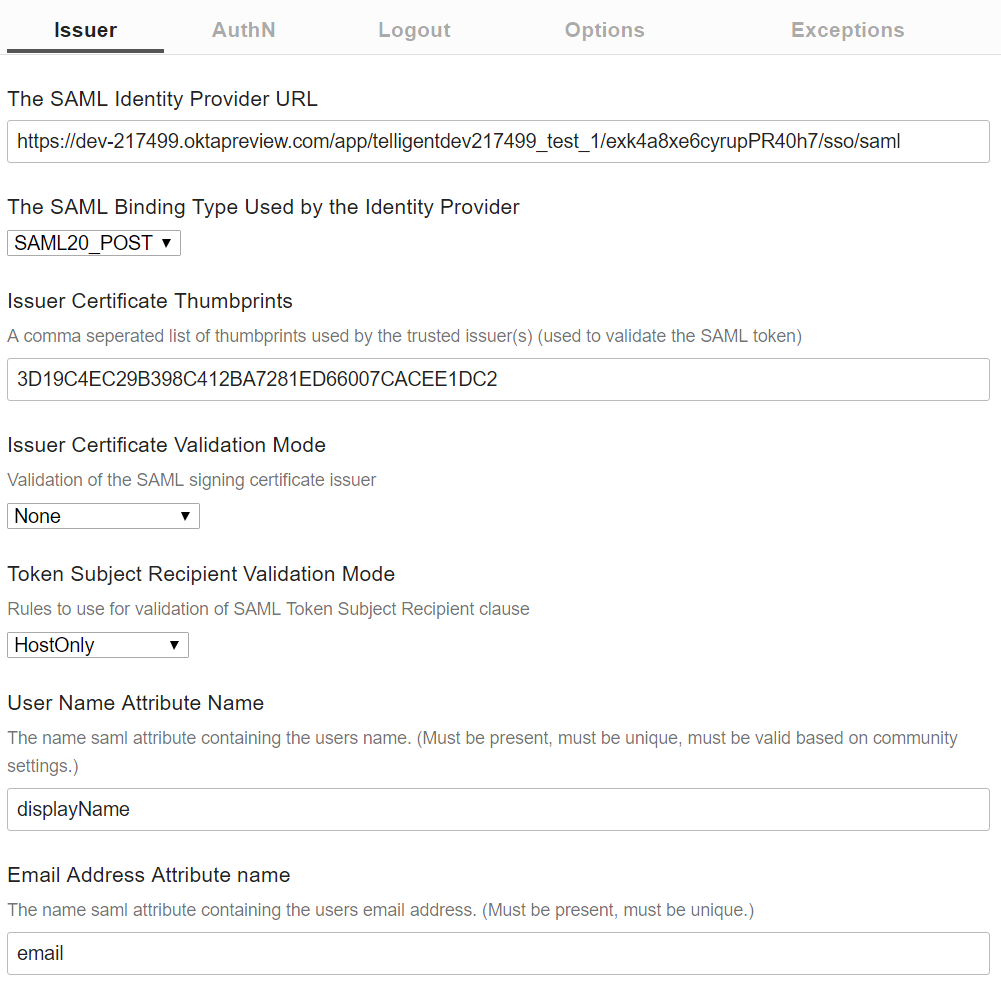 Issuer AuthN Logout Options Exceptions
The SAML Identity Provider URL
https://dev-217499.oktapreview.com/app/telligentdev217499_test_1/exk4a8xe6cyrupPR40h7/sso/saml
The SAML Binding Type Used by the Identity Provider
SAML20_POST
Issuer Certificate Thumbprints
A comma seperated list of thumbprints used by the trusted issuer(s) (used to validate the SAML token)
3D19C4EC29B398C412BA7281ED66007CACEE1DC2
Issuer Certificate Validation Mode
Validation of the SAML signing certificate issuer
None
Token Subject Recipient Validation Mode
Rules to use for validation of SAML Token Subject Recipient clause
HostOnly
User Name Attribute Name
The name saml attribute containing the users name. (Must be present, must be unique, must be valid based on community
settings.)
displayName
Email Address Attribute name
The name saml attribute containing the users email address. (Must be present, must be unique.)
email